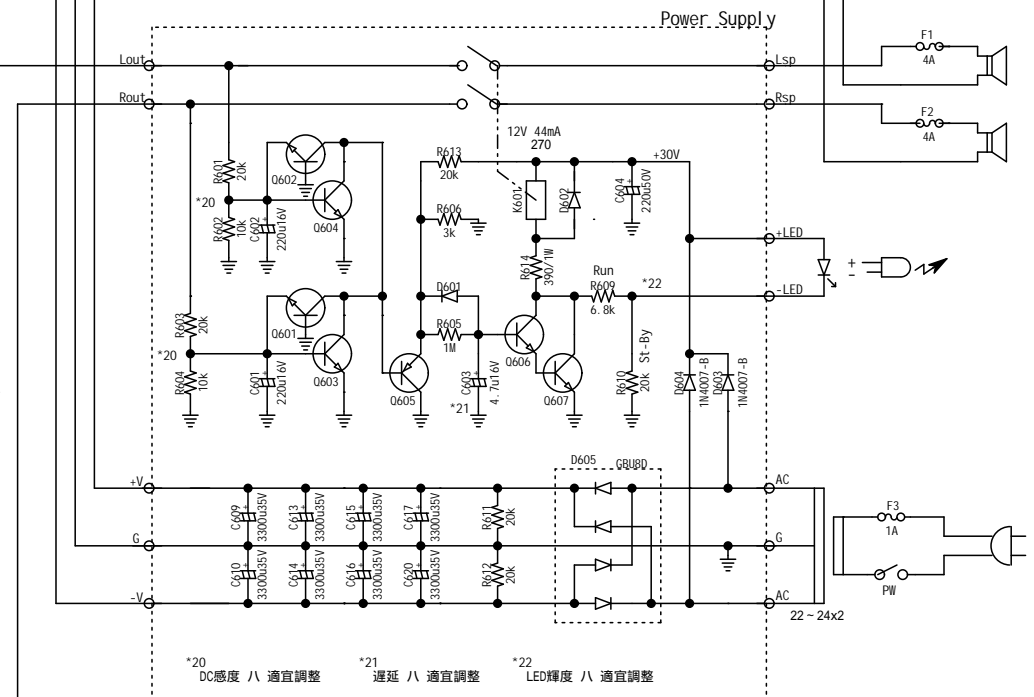 Power Supply
Lout
Lsp
F1
4A
Rout
Rsp
F2
4A
12V 44mA
270
R601
20k
Q602
R613
20k
+30V
K601
D602
C604
220u50V
*20
R602
10k
C602
220u16V
Q604
R606
3k
+LED
+
-
R614
390/1W
Run
R609
6.8k
*22
-LED
D601
R603
20k
Q601
R605
1M
Q606
St-By
*20
R604
10k
C601
220u16V
Q603
Q605
C603
4.7u16V
*21
Q607
R610
20k
D604
1N4007-B
D603
1N4007-B
D605
GBU8D
+V
AC
C609
3300u35V
C613
3300u35V
C615
3300u35V
C617
3300u35V
R611
20k
F3
1A
G
G
C610
3300u35V
C614
3300u35V
C616
3300u35V
C620
3300u35V
R612
20k
PW
-V
AC
22 ~ 24x2
*20
DC感度 ハ 適宜調整
*21
遅延 ハ 適宜調整
*22
LED輝度 ハ 適宜調整